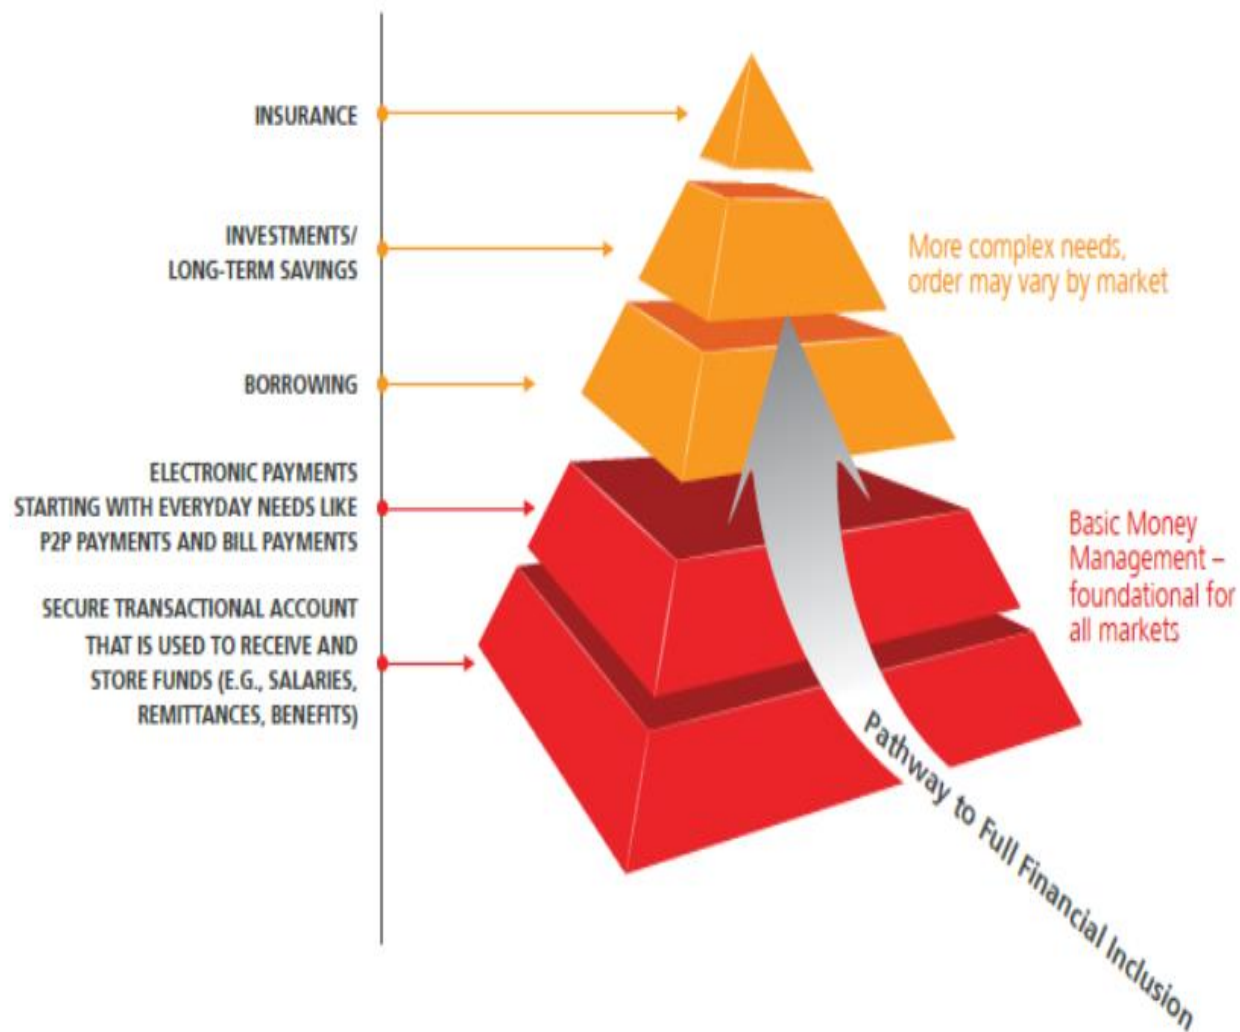 INSURANCE
INVESTMENTS/
LONG-TERM SAVINGS
More complex needs,
order may vary by market
BORROWING
ELECTRONIC PAYMENTS
STARTING WITH EVERYDAY NEEDS LIKE
P2P PAYMENTS AND BILL PAYMENTS
Basic Money
Management –
foundational for
all markets
SECURE TRANSACTIONAL ACCOUNT
THAT IS USED TO RECEIVE AND
STORE FUNDS (E.G., SALARIES,
REMITTANCES, BENEFITS)
Pathway to Full Financial Inclusion